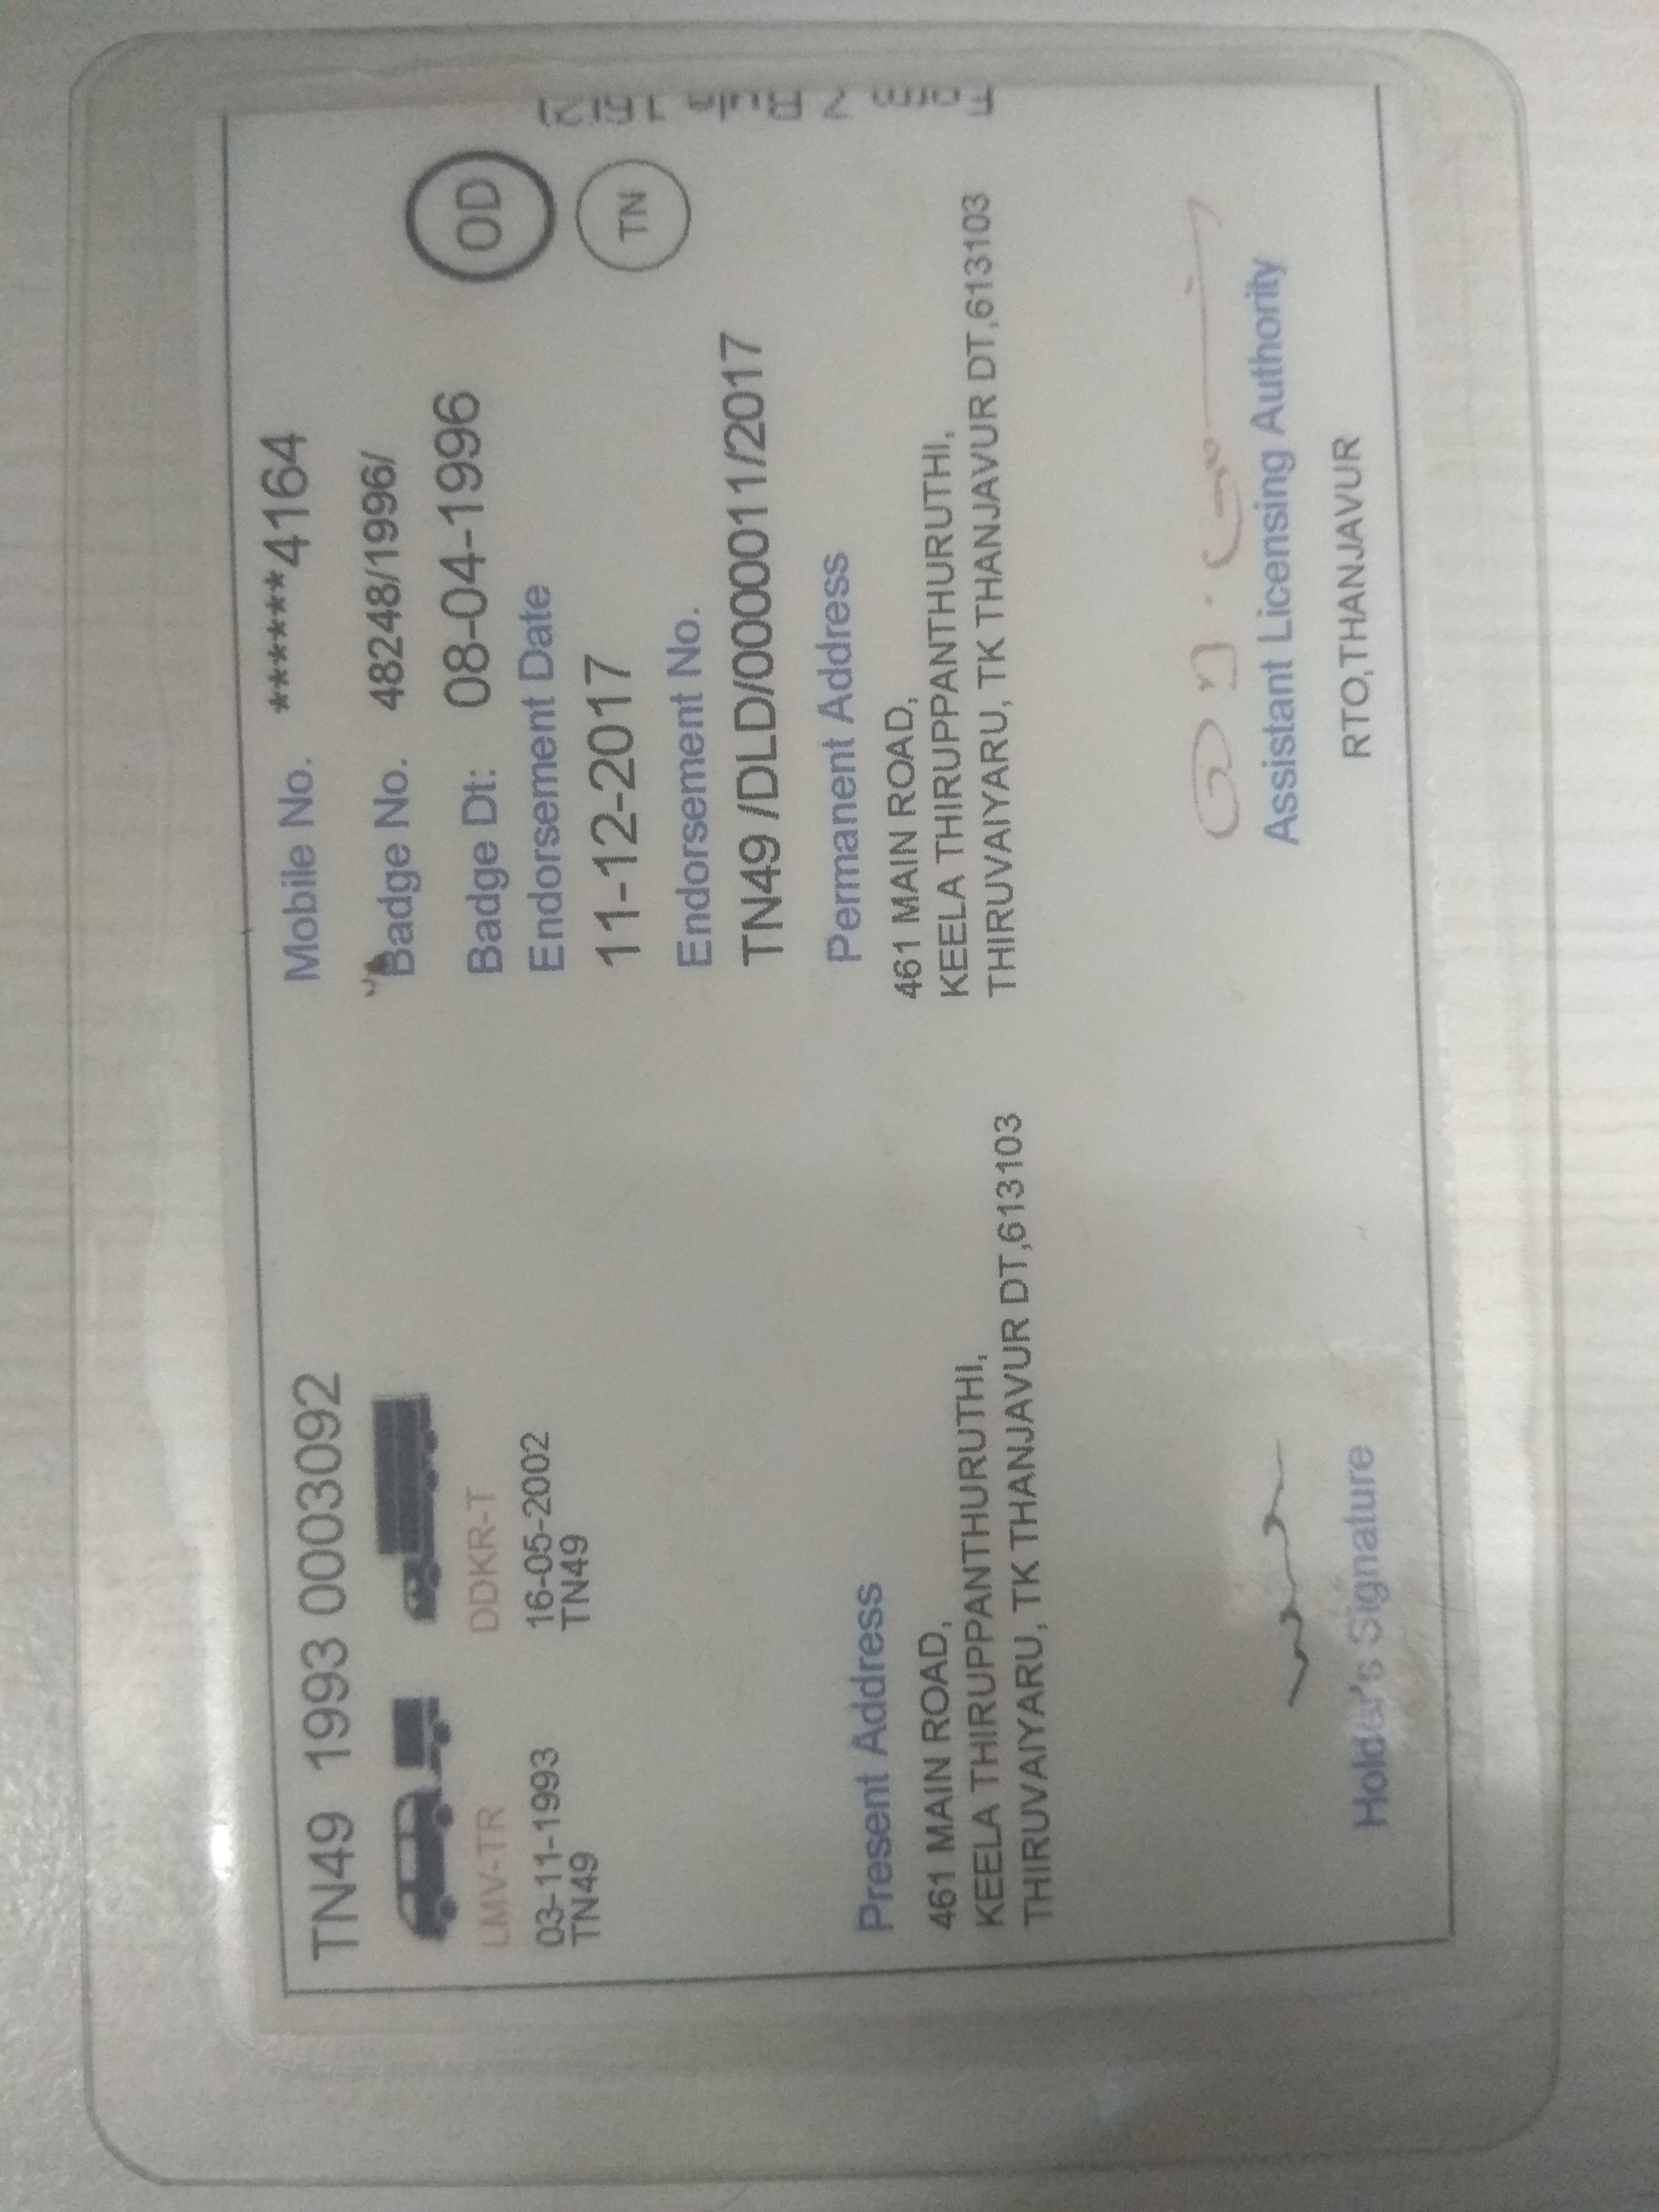 TN49 1993 0003092
LMV-TR DDKR-T
03-11-1993 16-05-2002
TN49 TN49
Mobile No. ******4164
Badge No. 48248/1996/
Badge Dt: 08-04-1996
OD
Endorsement Date
11-12-2017
TN
Endorsement No.
TN49 /DLD/0000011/2017
Present Address
461 MAIN ROAD,
KEELA THIRUPPANTHURUTHI,
THIRUVAIYARU, TK THANJAVUR DT,613103
Permanent Address
461 MAIN ROAD,
KEELA THIRUPPANTHURUTHI,
THIRUVAIYARU, TK THANJAVUR DT,613103
Holder's Signature
Assistant Licensing Authority
RTO,THANJAVUR
Form 7 Rule